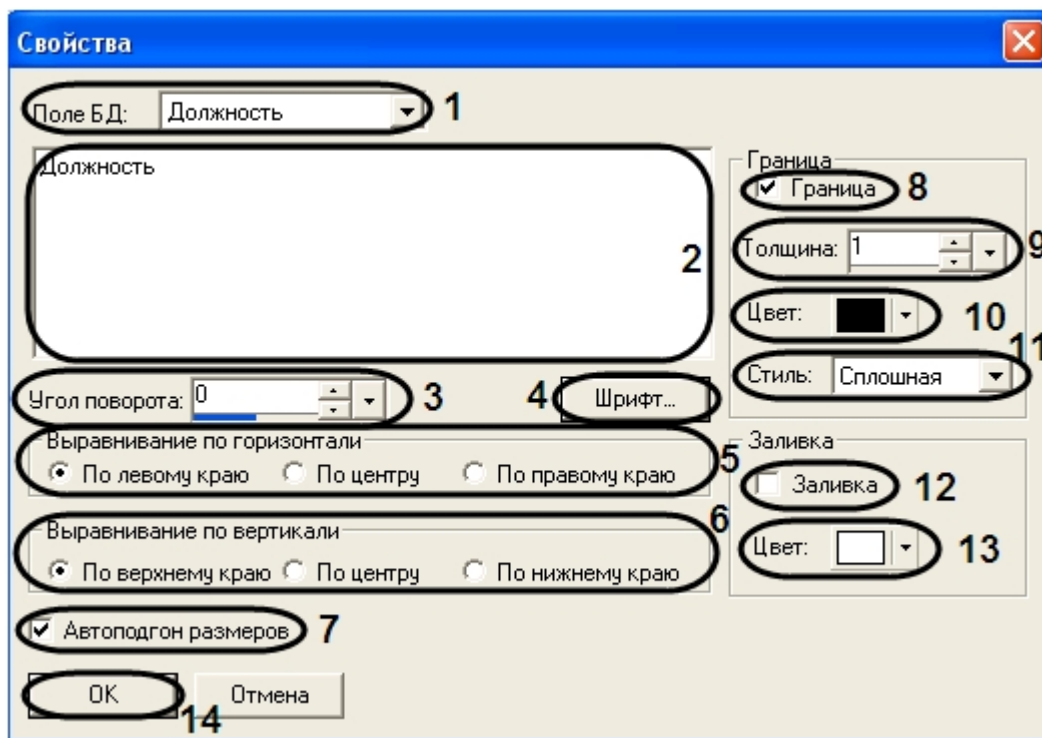 Свойства
Поле БД: Должность 1
Должность
2
Граница
Граница 8
Толщина: 1 9
Цвет: 10
Стиль: Сплошная 11
Угол поворота: 0 3
4 Шрифт...
Выравнивание по горизонтали
По левому краю По центру По правому краю 5
Выравнивание по вертикали 6
По верхнему краю По центру По нижнему краю
Заливка
Заливка 12
Цвет: 13
Автоподгон размеров 7
OK Отмена
14